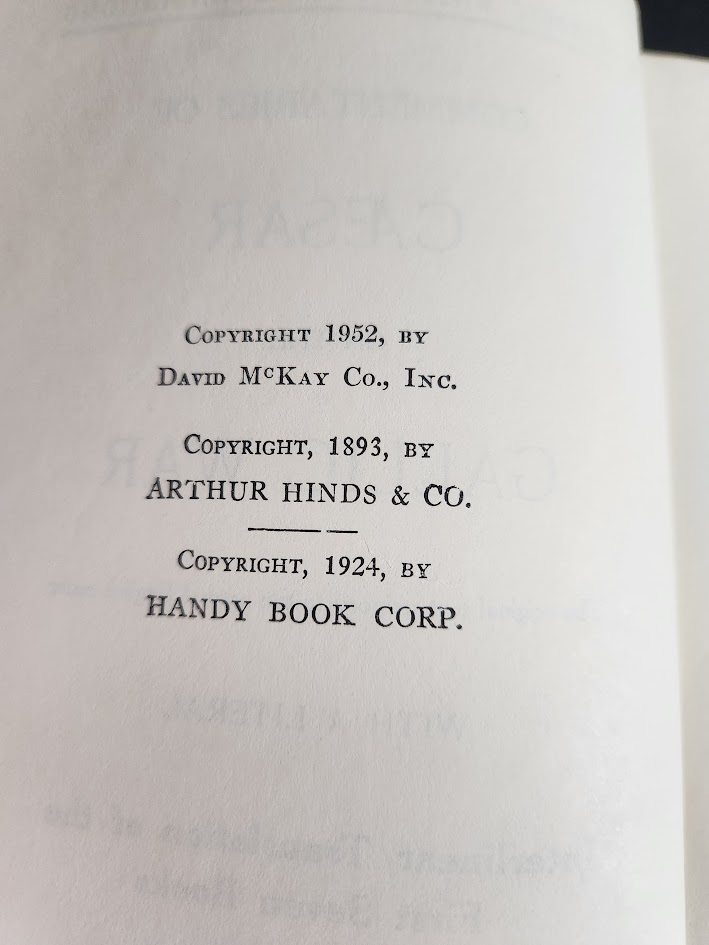 COPYRIGHT 1952, BY
DAVID McKAY CO., INC.
COPYRIGHT, 1893, BY
ARTHUR HINDS & CO.
COPYRIGHT, 1924, BY
HANDY BOOK CORP.